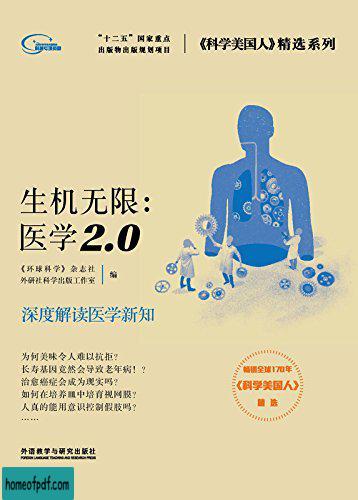 “十二五”国家重点
出版物出版规划项目
《科学美国人》精选系列
生机无限：
医学2.0
《环球科学》杂志社
外研社科学出版工作室
编
深度解读医学新知
为何美味令人难以抗拒？
长寿基因竟然会导致老年病！？
治愈癌症会成为现实吗？
如何在培养皿中培育视网膜？
人真的能用意识控制假肢吗？
……
畅销全球170年
《科学美国人》
精选
外语教学与研究出版社
FOREIGN LANGUAGE TEACHING AND RESEARCH PRESS
homeofpdf.com